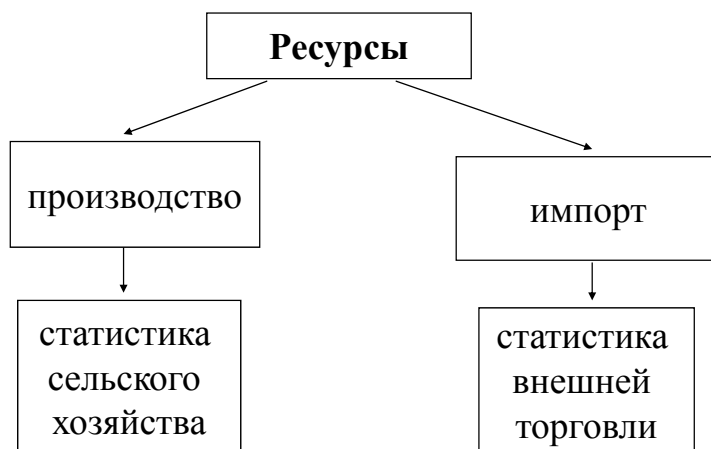 Ресурсы
производство
импорт
статистика
сельского
хозяйства
статистика
внешней
торговли